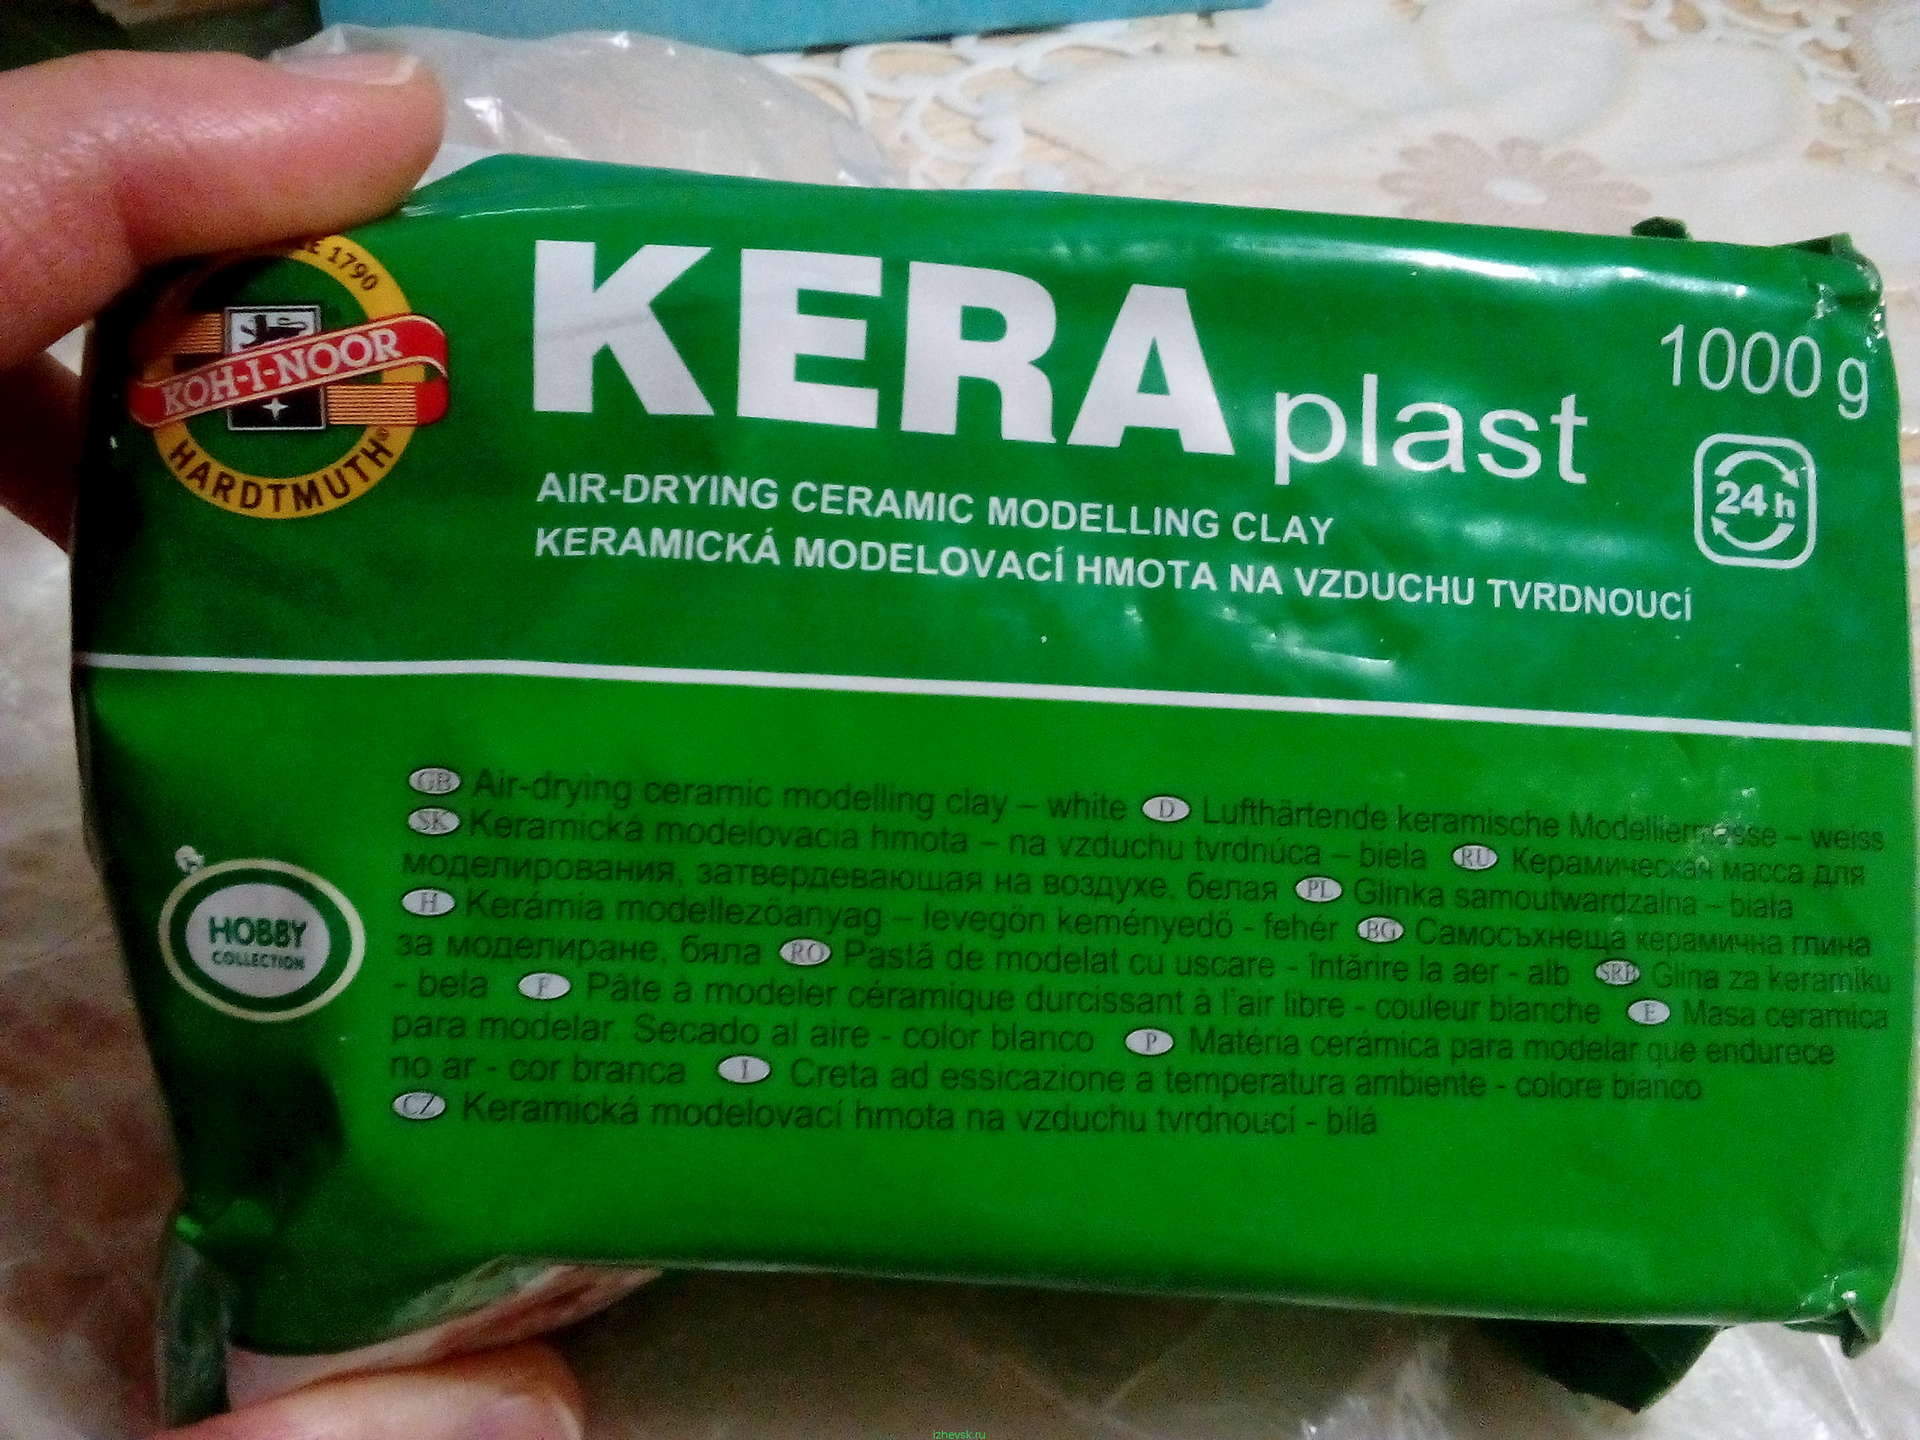 E 1790
KOH-I-NOOR
HARDTMUTH®
KERA plast
1000 g
24 h
AIR-DRYING CERAMIC MODELLING CLAY
KERAMICKÁ MODELOVACÍ HMOTA NA VZDUCHU TVRDNOUCÍ
HOBBY
COLLECTION
GB Air-drying ceramic modelling clay – white D Lufthärtende keramische Modelliermasse – weiss
SK Keramická modelovacia hmota – na vzduchu tvrdnúca – biela RU Керамическая масса для
моделирования, затвердевающая на воздухе, белая PL Glinka samoutwardzalna – biała
H Kerámia modellezőanyag – levegőn keményedő - fehér BG Самосъхнеща керамична глина
за моделиране, бяла RO Pastă de modelat cu uscare - întărire la aer - alb SRB Glina za keramiku
- bela F Pâte à modeler céramique durcissant à l'air libre - couleur blanche E Masa ceramica
para modelar. Secado al aire - color blanco P Matéria cerámica para modelar que endurece
no ar - cor branca I Creta ad essicazione a temperatura ambiente - colore bianco
CZ Keramická modelovací hmota na vzduchu tvrdnoucí - bílá
izhevsk.ru